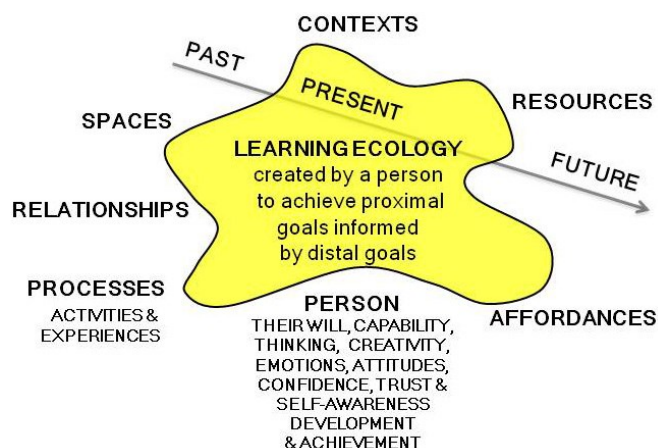 CONTEXTS
PAST
PRESENT
FUTURE
RESOURCES
SPACES
LEARNING ECOLOGY
created by a person
to achieve proximal
goals informed
by distal goals
RELATIONSHIPS
PROCESSES
ACTIVITIES &
EXPERIENCES
PERSON
THEIR WILL, CAPABILITY,
THINKING, CREATIVITY,
EMOTIONS, ATTITUDES,
CONFIDENCE, TRUST &
SELF-AWARENESS
DEVELOPMENT
& ACHIEVEMENT
AFFORDANCES